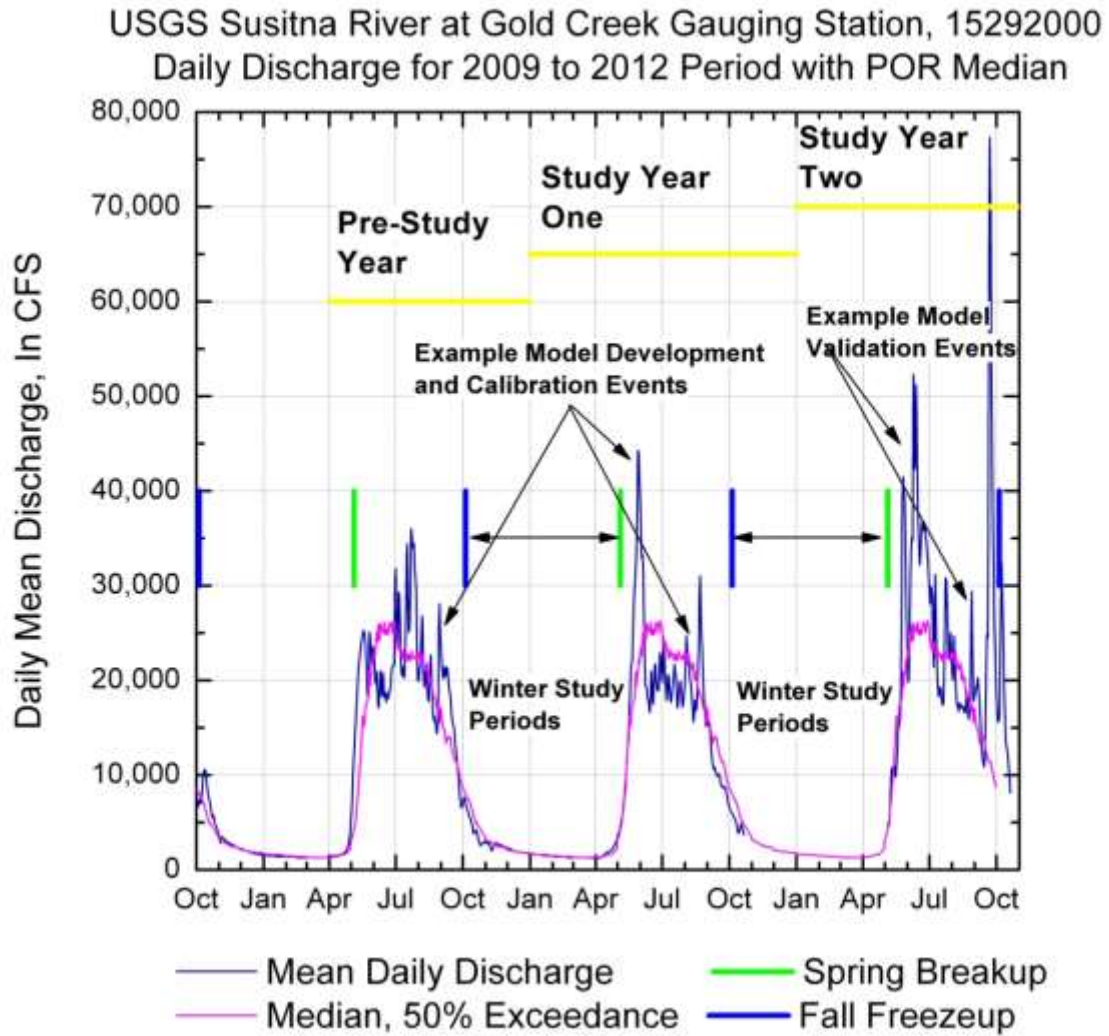 USGS Susitna River at Gold Creek Gauging Station, 15292000
Daily Discharge for 2009 to 2012 Period with POR Median
Daily Mean Discharge, In CFS
80,000
70,000
60,000
50,000
40,000
30,000
20,000
10,000
0
Pre-Study
Year
Study Year
One
Study Year
Two
Example Model Development
and Calibration Events
Example Model
Validation Events
Winter Study
Periods
Winter Study
Periods
Oct Jan Apr Jul Oct Jan Apr Jul Oct Jan Apr Jul Oct
Mean Daily Discharge Spring Breakup
Median, 50% Exceedance Fall Freezeup